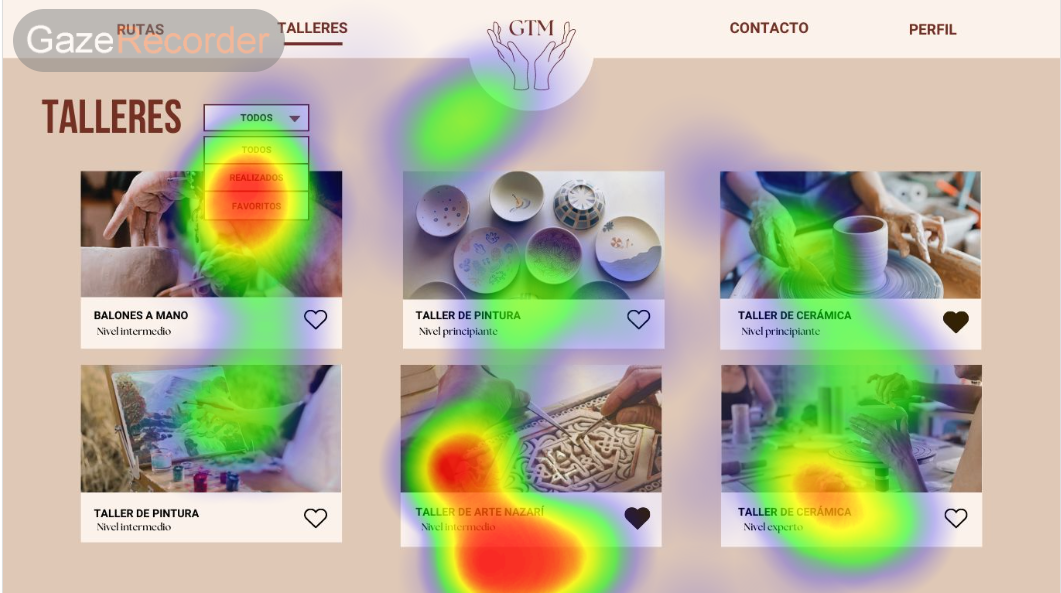 GazeRecorder
RUTAS
TALLERES
GTM
CONTACTO
PERFIL
TALLERES
TODOS
TODOS
REALIZADOS
FAVORITOS
BALONES A MANO
Nivel intermedio
TALLER DE PINTURA
Nivel principiante
TALLER DE CERÁMICA
Nivel principiante
TALLER DE PINTURA
Nivel intermedio
TALLER DE ARTE NAZARÍ
Nivel intermedio
TALLER DE CERÁMICA
Nivel experto